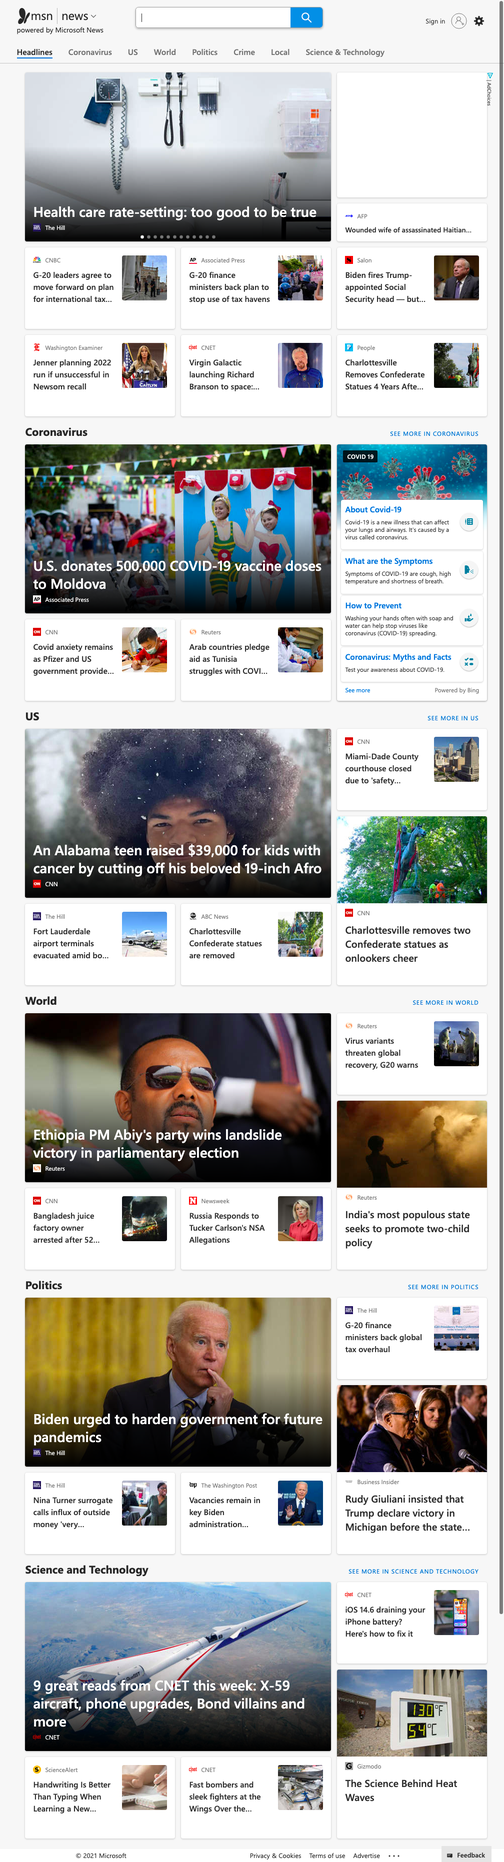 msn | news
powered by Microsoft News
Sign in
Headlines Coronavirus US World Politics Crime Local Science & Technology
Health care rate-setting: too good to be true
The Hill
AdChoices
AFP
Wounded wife of assassinated Haitian...
CNBC
G-20 leaders agree to
move forward on plan
for international tax...
Associated Press
G-20 finance
ministers back plan to
stop use of tax havens
Salon
Biden fires Trump-
appointed Social
Security head — but...
Washington Examiner
Jenner planning 2022
run if unsuccessful in
Newsom recall
CNET
Virgin Galactic
launching Richard
Branson to space:...
People
Charlottesville
Removes Confederate
Statues 4 Years Afte...
Coronavirus
SEE MORE IN CORONAVIRUS
U.S. donates 500,000 COVID-19 vaccine doses
to Moldova
Associated Press
COVID 19
About Covid-19
Covid-19 is a new illness that can affect
your lungs and airways. It's caused by a
virus called coronavirus.
What are the Symptoms
Symptoms of COVID-19 are cough, high
temperature and shortness of breath.
How to Prevent
Washing your hands often with soap and
water can help stop viruses like
coronavirus (COVID-19) spreading.
Coronavirus: Myths and Facts
Test your awareness about COVID-19.
See more
Powered by Bing
CNN
Covid anxiety remains
as Pfizer and US
government provide...
Reuters
Arab countries pledge
aid as Tunisia
struggles with COVI...
US
SEE MORE IN US
An Alabama teen raised $39,000 for kids with
cancer by cutting off his beloved 19-inch Afro
CNN
CNN
Miami-Dade County
courthouse closed
due to 'safety...
CNN
Charlottesville removes two
Confederate statues as
onlookers cheer
The Hill
Fort Lauderdale
airport terminals
evacuated amid bo...
ABC News
Charlottesville
Confederate statues
are removed
World
SEE MORE IN WORLD
Ethiopia PM Abiy's party wins landslide
victory in parliamentary election
Reuters
Reuters
Virus variants
threaten global
recovery, G20 warns
Reuters
India's most populous state
seeks to promote two-child
policy
CNN
Bangladesh juice
factory owner
arrested after 52...
Newsweek
Russia Responds to
Tucker Carlson's NSA
Allegations
Politics
SEE MORE IN POLITICS
Biden urged to harden government for future
pandemics
The Hill
The Hill
G-20 finance
ministers back global
tax overhaul
Business Insider
Rudy Giuliani insisted that
Trump declare victory in
Michigan before the state...
The Hill
Nina Turner surrogate
calls influx of outside
money 'very...
The Washington Post
Vacancies remain in
key Biden
administration...
Science and Technology
SEE MORE IN SCIENCE AND TECHNOLOGY
9 great reads from CNET this week: X-59
aircraft, phone upgrades, Bond villains and
more
CNET
CNET
iOS 14.6 draining your
iPhone battery?
Here's how to fix it
130°F
54°C
Gizmodo
The Science Behind Heat
Waves
ScienceAlert
Handwriting Is Better
Than Typing When
Learning a New...
CNET
Fast bombers and
sleek fighters at the
Wings Over the...
© 2021 Microsoft
Privacy & Cookies Terms of use Advertise ...
Feedback